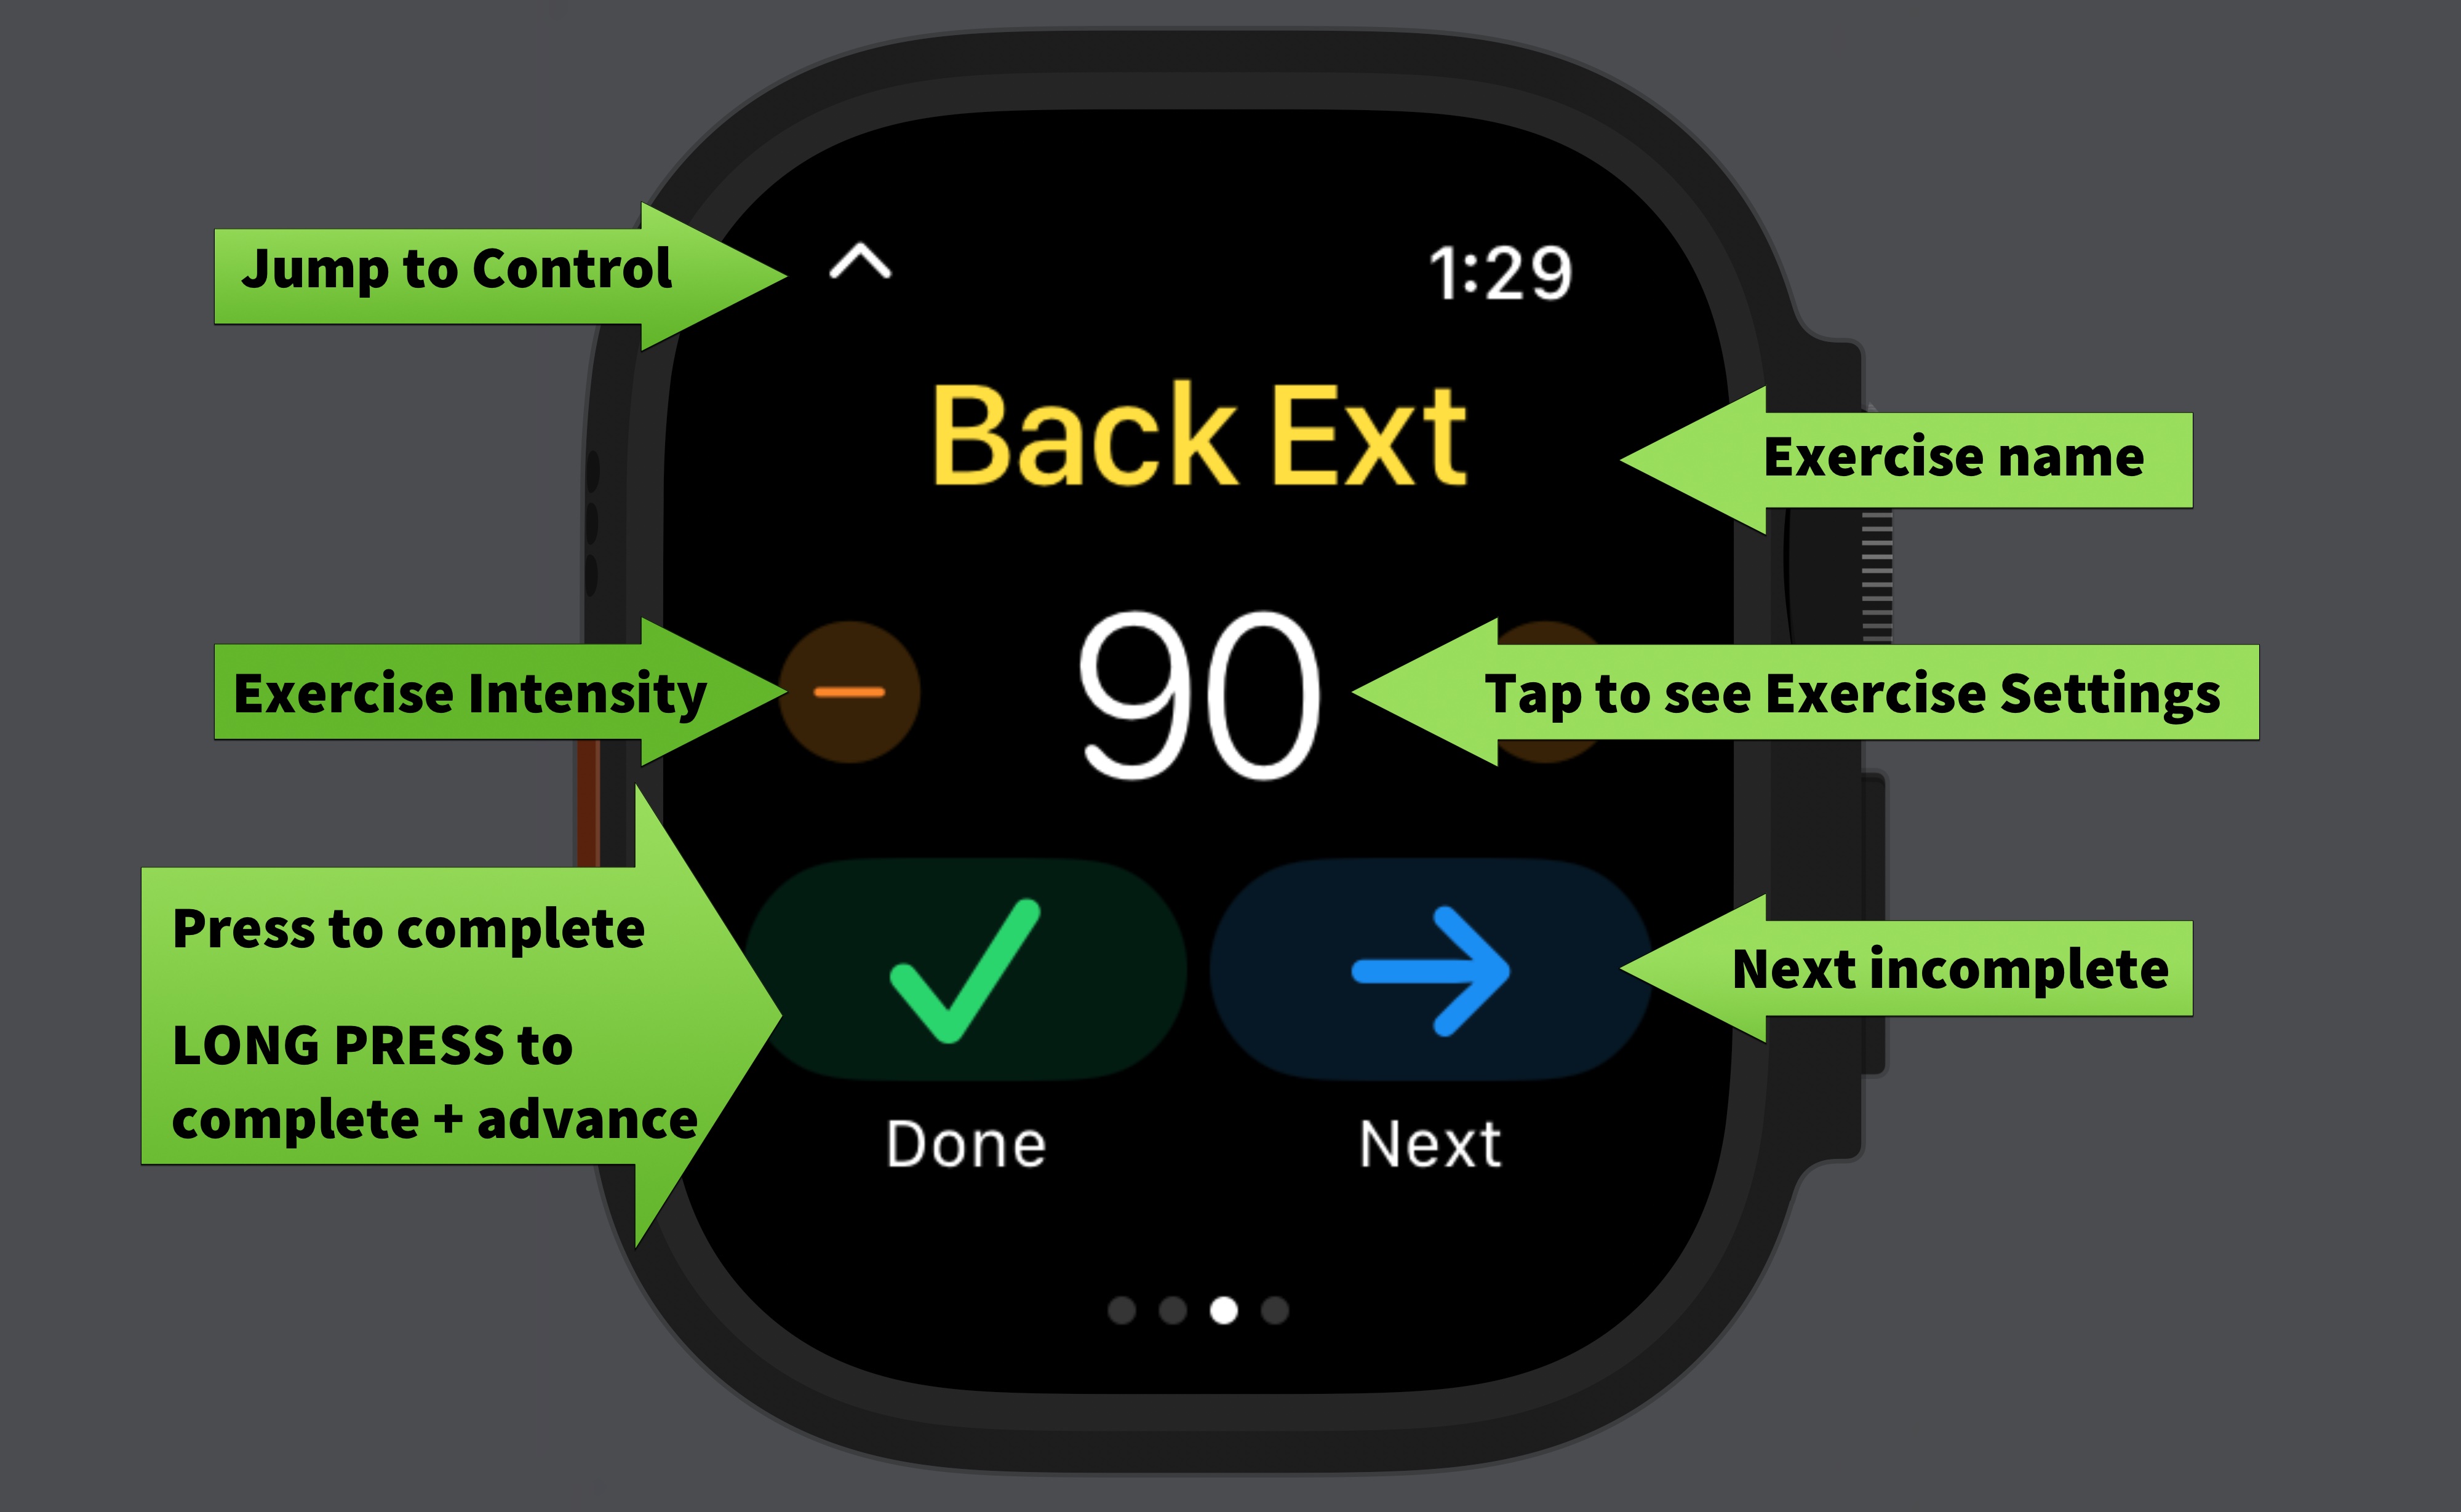 Jump to Control
1:29
Back Ext
Exercise name
Exercise Intensity
90
Tap to see Exercise Settings
Press to complete
LONG PRESS to
complete + advance
Next incomplete
Done
Next